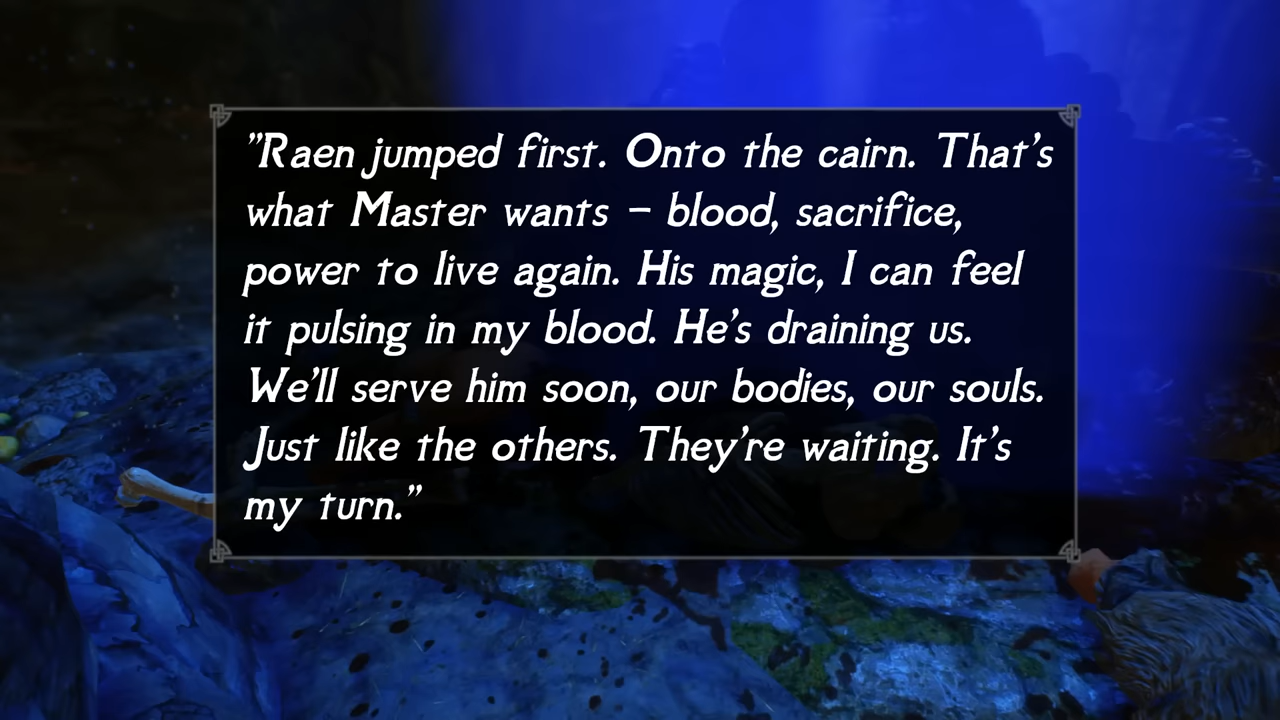 "Raen jumped first. Onto the cairn. That's
what Master wants – blood, sacrifice,
power to live again. His magic, I can feel
it pulsing in my blood. He's draining us.
We'll serve him soon, our bodies, our souls.
Just like the others. They're waiting. It's
my turn."